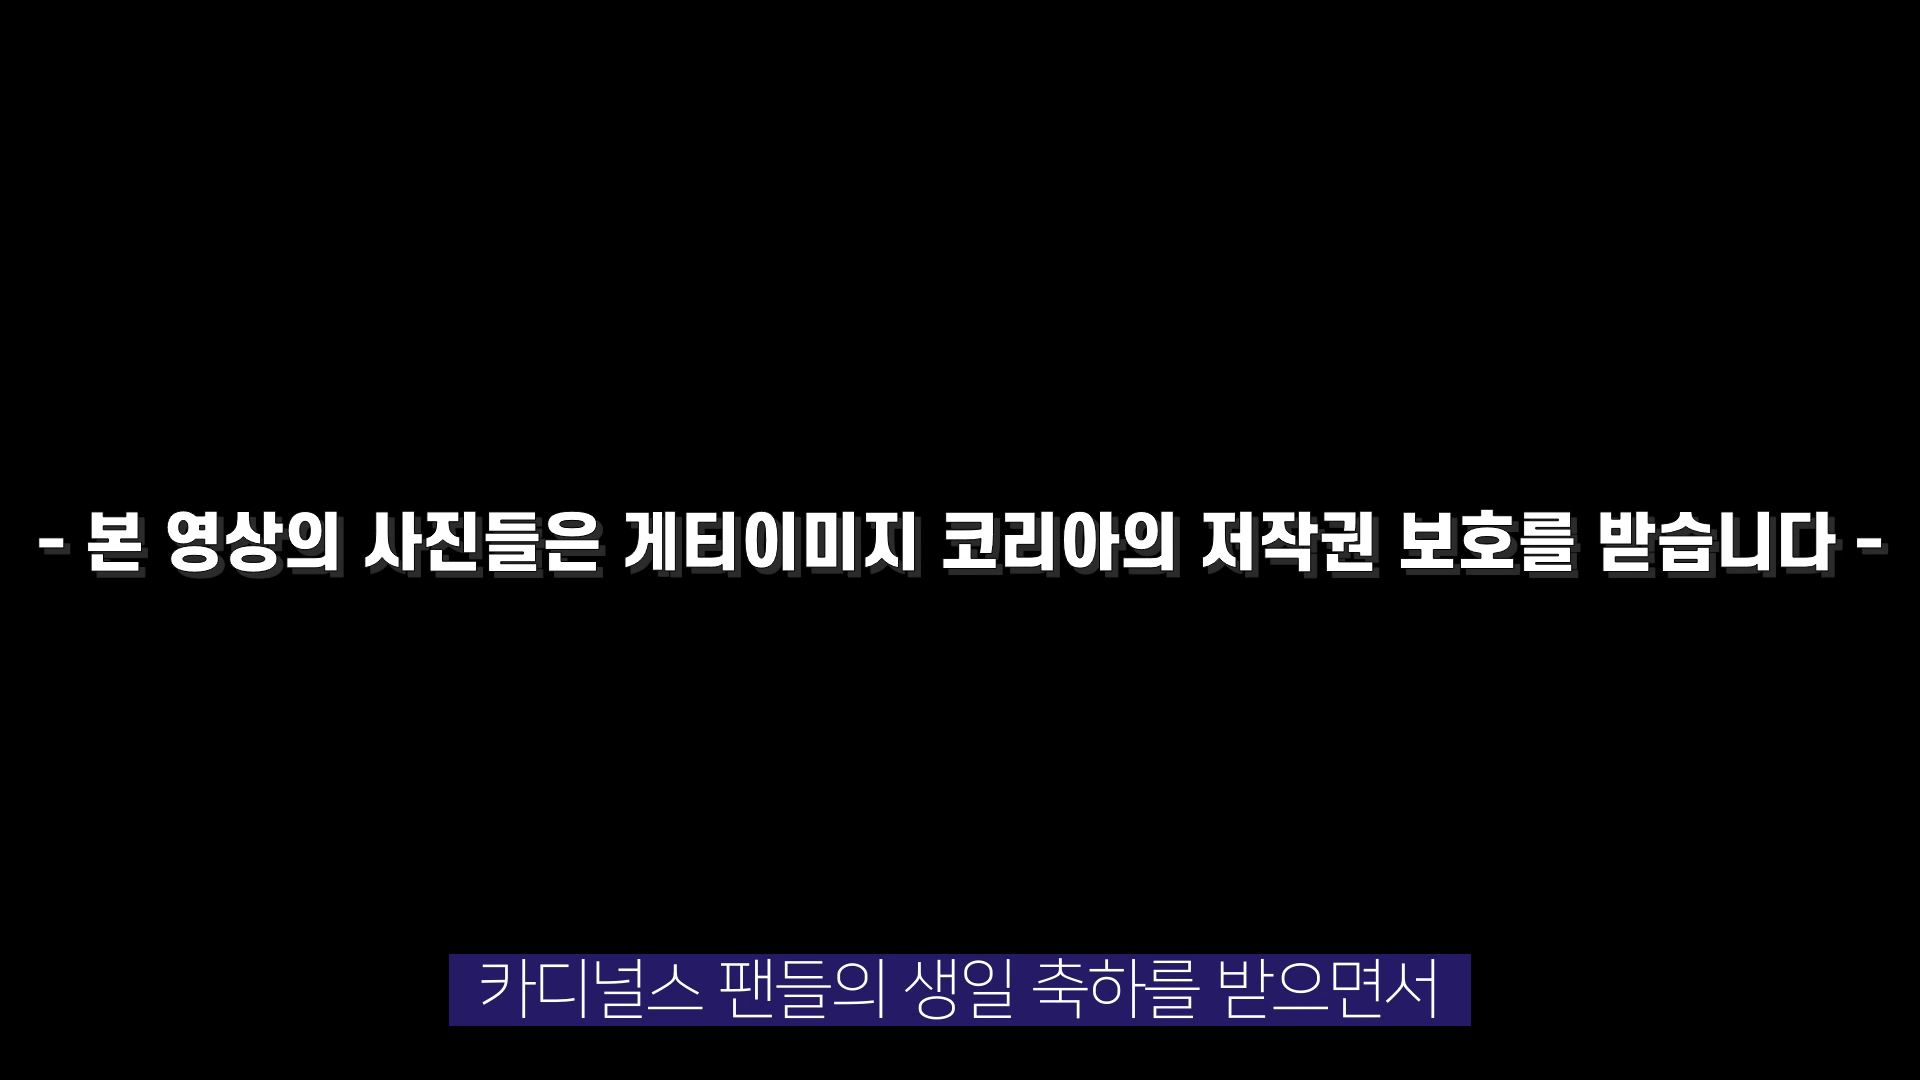 - 본 영상의 사진들은 게티이미지 코리아의 저작권 보호를 받습니다 -
카디널스 팬들의 생일 축하를 받으면서